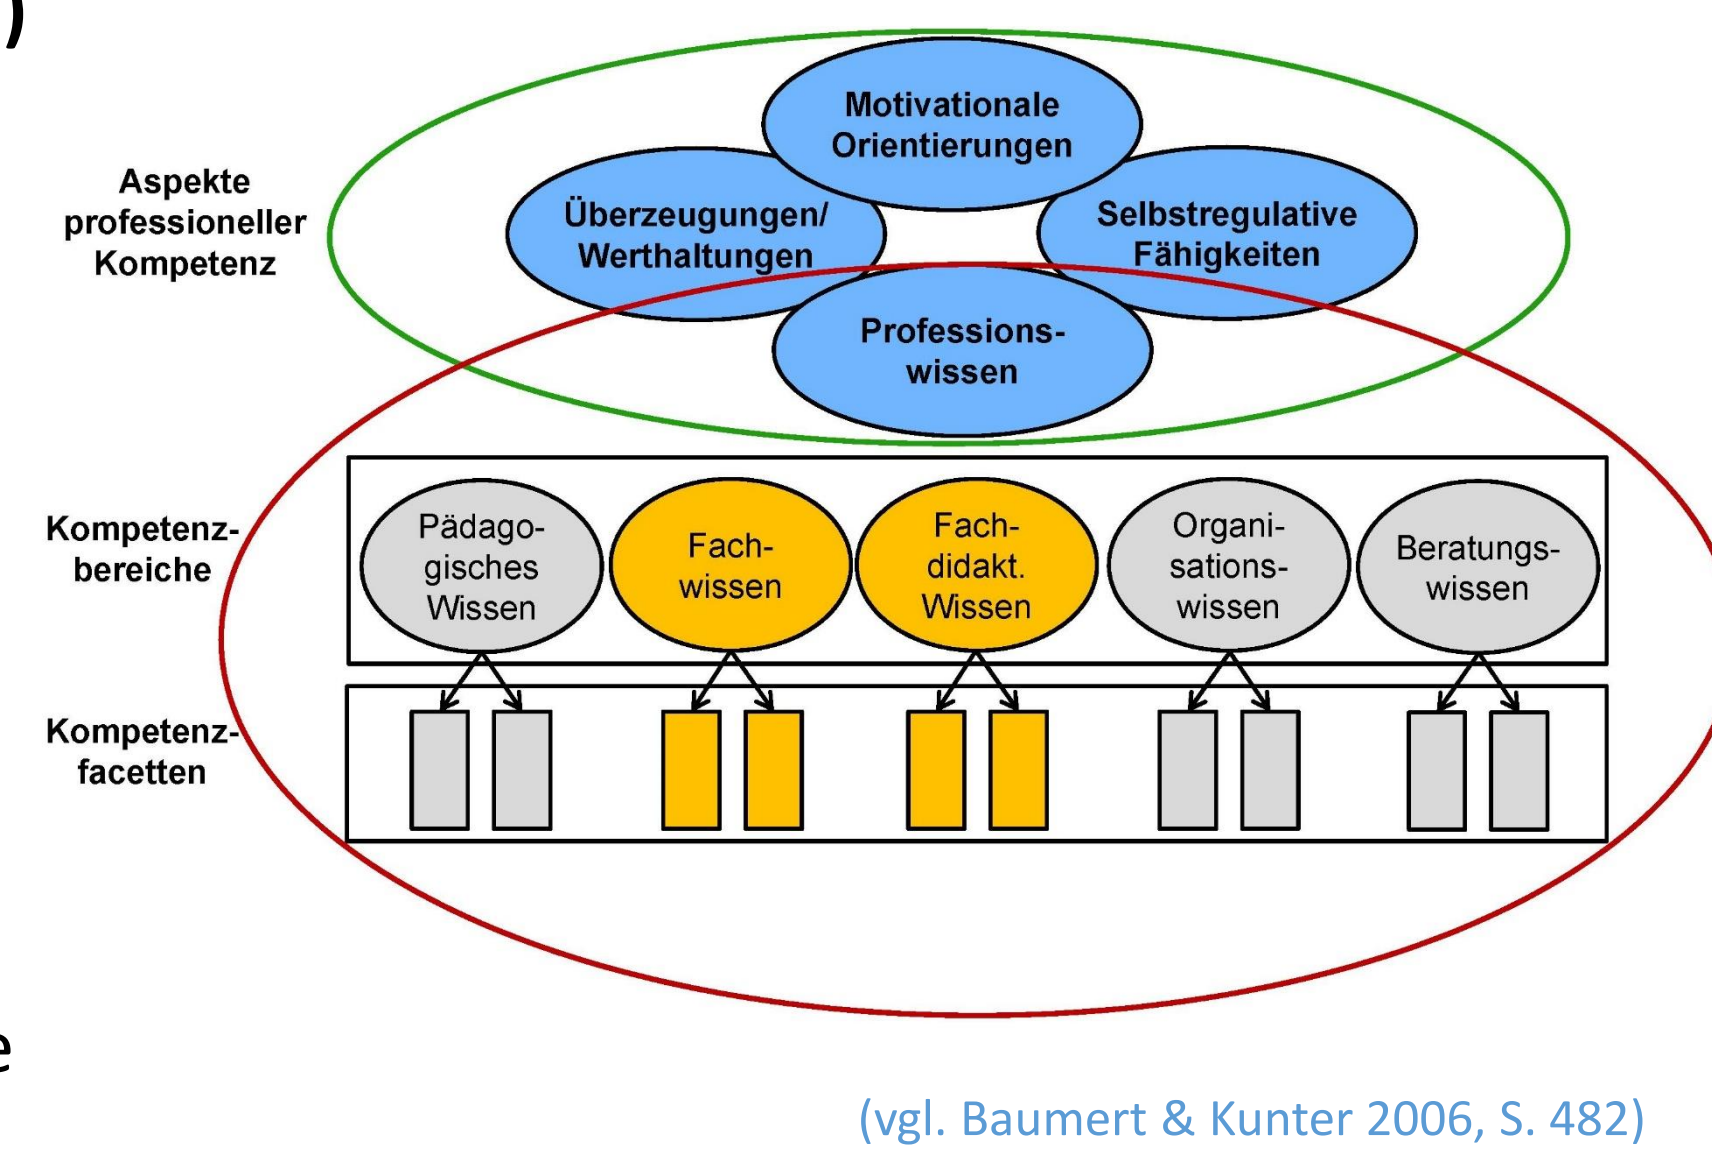 )
Motivationale
Orientierungen
Aspekte
professioneller
Kompetenz
Überzeugungen/
Werthaltungen
Selbstregulative
Fähigkeiten
Professions-
wissen
Kompetenz-
bereiche
Pädago-
gisches
Wissen
Fach-
wissen
Fach-
didakt.
Wissen
Organi-
sations-
wissen
Beratungs-
wissen
Kompetenz-
facetten
e
(vgl. Baumert & Kunter 2006, S. 482)